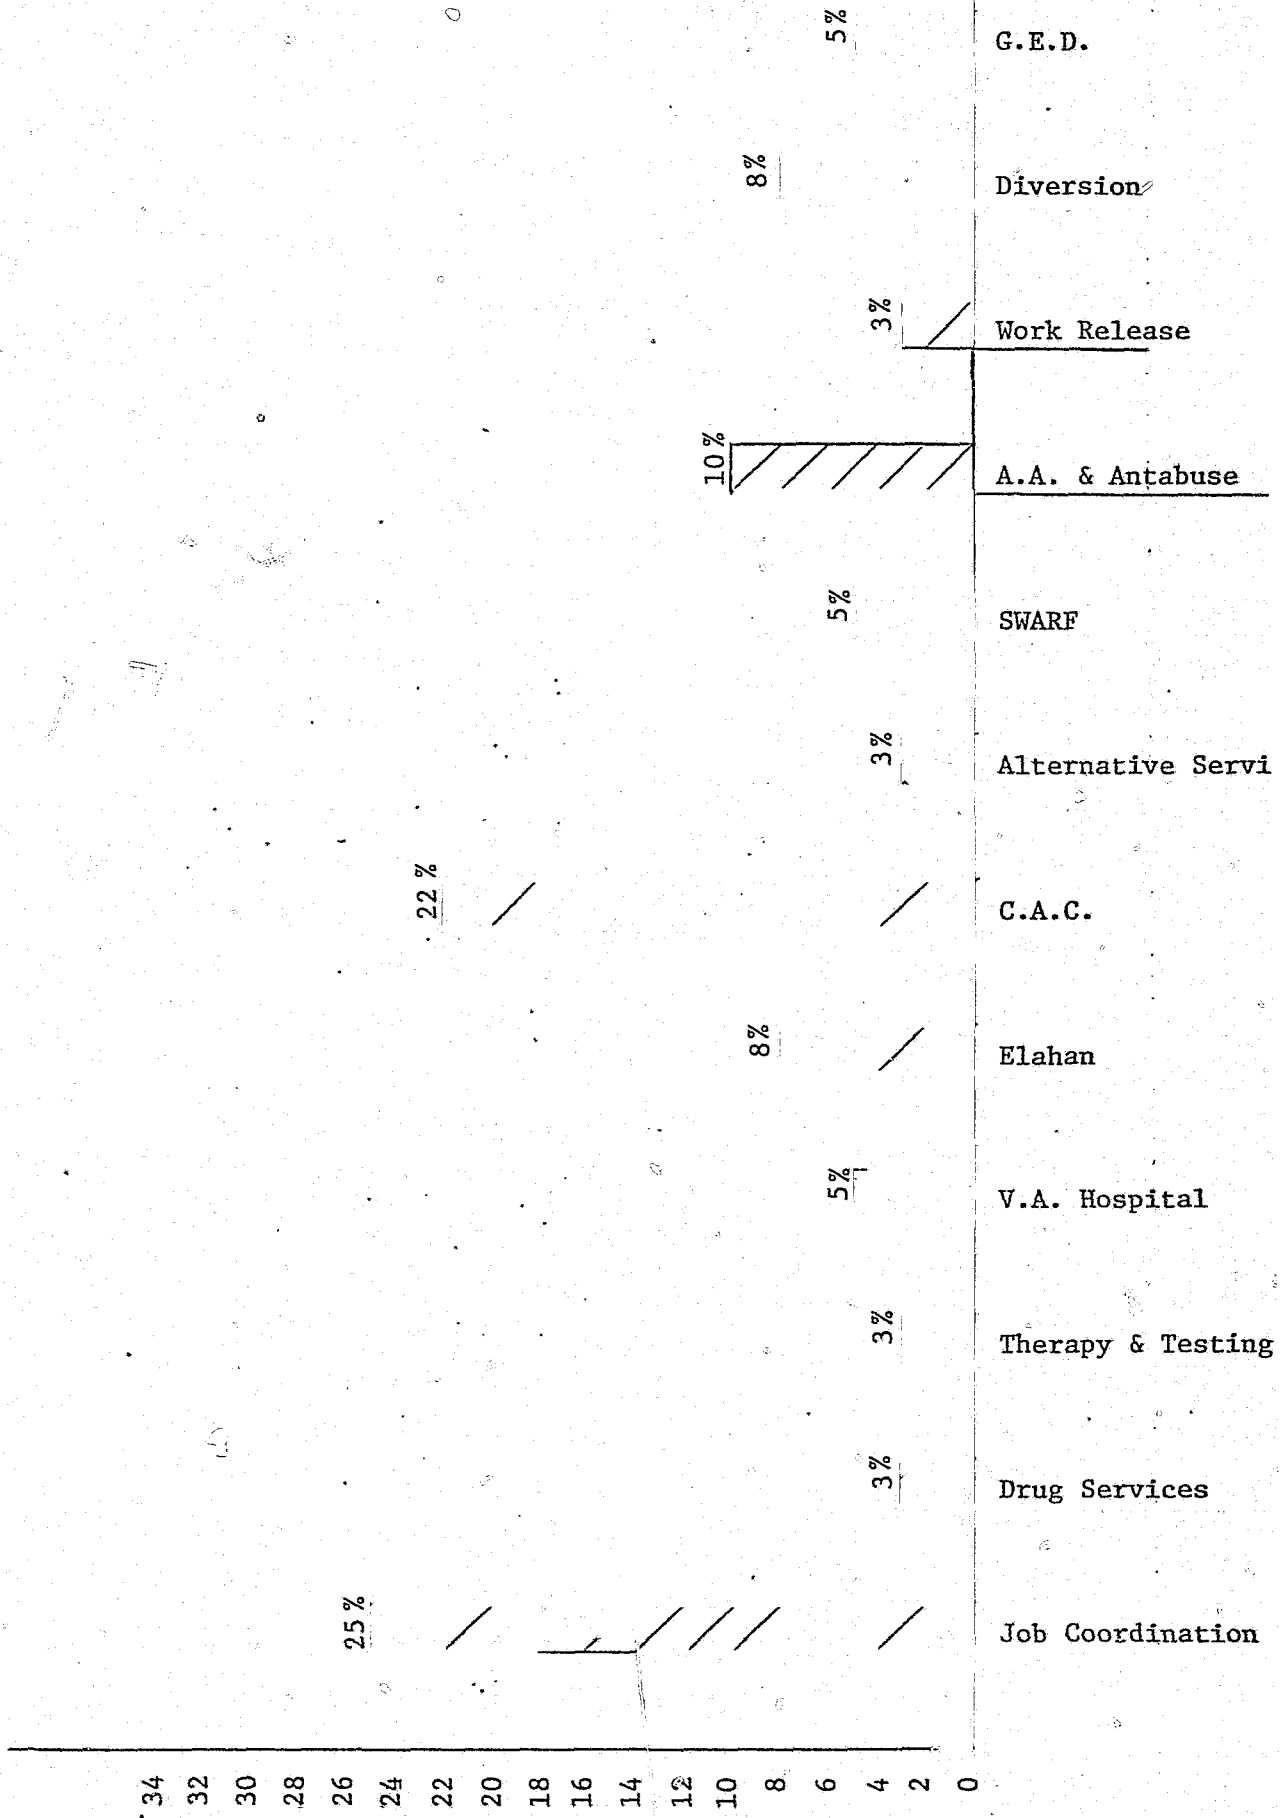 5% G.E.D.
8% Diversion
3% Work Release
10% A.A. & Antabuse
5% SWARF
3% Alternative Servi
22% C.A.C.
8% Elahan
5% V.A. Hospital
3% Therapy & Testing
3% Drug Services
25% Job Coordination
34 32 30 28 26 24 22 20 18 16 14 12 10 8 6 4 2 0